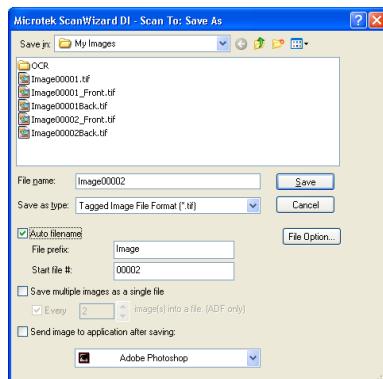 Microtek ScanWizard DI - Scan To: Save As
Save in: My Images
OCR
Image00001.tif
Image00001_Front.tif
Image00001Back.tif
Image00002_Front.tif
Image00002Back.tif
File name: Image00002 Save
Save as type: Tagged Image File Format (*.tif) Cancel
Auto filename File Option...
File prefix: Image
Start file #: 00002
Save multiple images as a single file
Every 2 image(s) into a file. (ADF only)
Send image to application after saving:
Adobe Photoshop